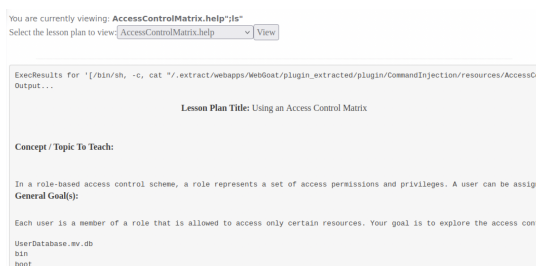 You are currently viewing: AccessControlMatrix.help";ls"
Select the lesson plan to view: AccessControlMatrix.help View
ExecResults for '[/bin/sh, -c, cat "/.extract/webapps/WebGoat/plugin_extracted/plugin/CommandInjection/resources/AccessCo
Output...
Lesson Plan Title: Using an Access Control Matrix
Concept / Topic To Teach:
In a role-based access control scheme, a role represents a set of access permissions and privileges. A user can be assig
General Goal(s):
Each user is a member of a role that is allowed to access only certain resources. Your goal is to explore the access con
UserDatabase.mv.db
bin
boot